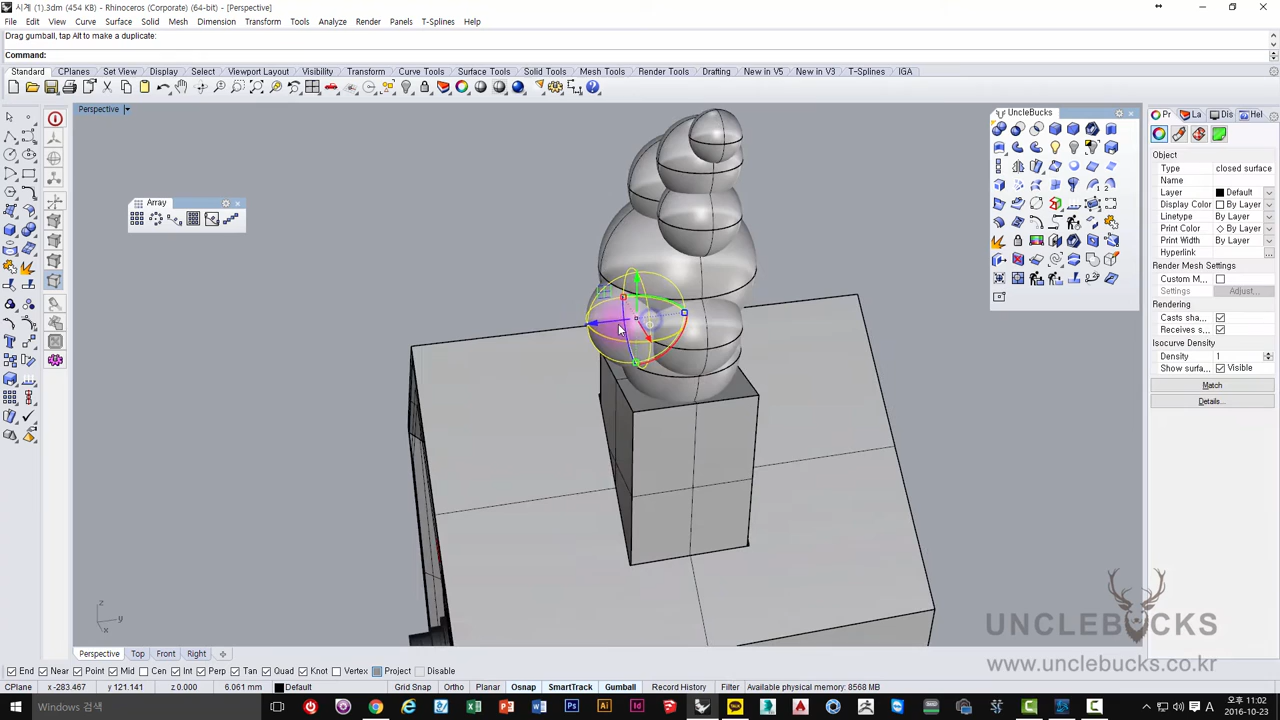 시계 (1).3dm (454 KB) - Rhinoceros (Corporate) (64-bit) - [Perspective]
File Edit View Curve Surface Solid Mesh Dimension Transform Tools Analyze Render Panels T-Splines Help
Drag gumball, tap Alt to make a duplicate:
Command:
Standard CPlanes Set View Display Select Viewport Layout Visibility Transform Curve Tools Surface Tools Solid Tools Mesh Tools Render Tools Drafting New in V5 New in V3 T-Splines IGA
Perspective
UncleBucks
Array
Pr La Dis Hel
Object
Type closed surface
Name
Layer Default
Display Color By Layer
Linetype By Layer
Print Color By Layer
Print Width By Layer
Hyperlink ...
Render Mesh Settings
Custom M...
Settings Adjust...
Rendering
Casts sha...
Receives s...
Isocurve Density
Density 1
Show surfa... Visible
Match
Details...
z
y
x
UNCLEBUCKS
www.unclebucks.co.kr
Perspective Top Front Right
End Near Point Mid Cen Int Perp Tan Quad Knot Vertex Project Disable
CPlane x -283.467 y 121.141 z 0.000 6.061 mm Default Grid Snap Ortho Planar Osnap SmartTrack Gumball Record History Filter Available physical memory: 8568 MB
Windows 검색
A
오후 11:02
2016-10-23